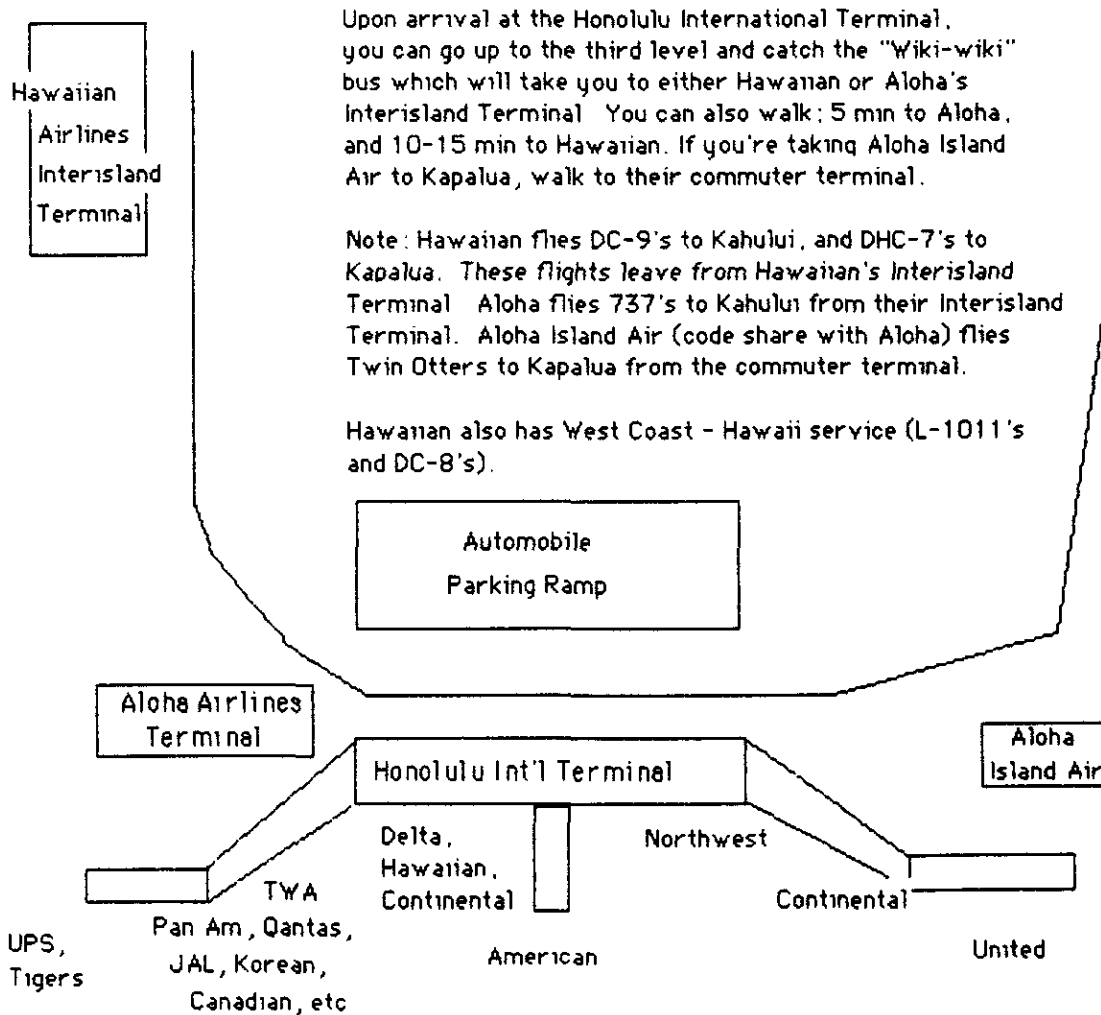 Upon arrival at the Honolulu International Terminal,
you can go up to the third level and catch the "Wiki-wiki"
bus which will take you to either Hawaiian or Aloha's
Interisland Terminal You can also walk; 5 min to Aloha,
and 10-15 min to Hawaiian. If you're taking Aloha Island
Air to Kapalua, walk to their commuter terminal.
Note: Hawaiian flies DC-9's to Kahului, and DHC-7's to
Kapalua. These flights leave from Hawaiian's Interisland
Terminal Aloha flies 737's to Kahului from their Interisland
Terminal. Aloha Island Air (code share with Aloha) flies
Twin Otters to Kapalua from the commuter terminal.
Hawaiian also has West Coast - Hawaii service (L-1011's
and DC-8's).
Hawaiian
Airlines
Interisland
Terminal
Automobile
Parking Ramp
Aloha Airlines
Terminal
Honolulu Int'l Terminal
Aloha
Island Air
UPS,
Tigers
TWA
Pan Am, Qantas,
JAL, Korean,
Canadian, etc
Delta,
Hawaiian,
Continental
American
Northwest
Continental
United